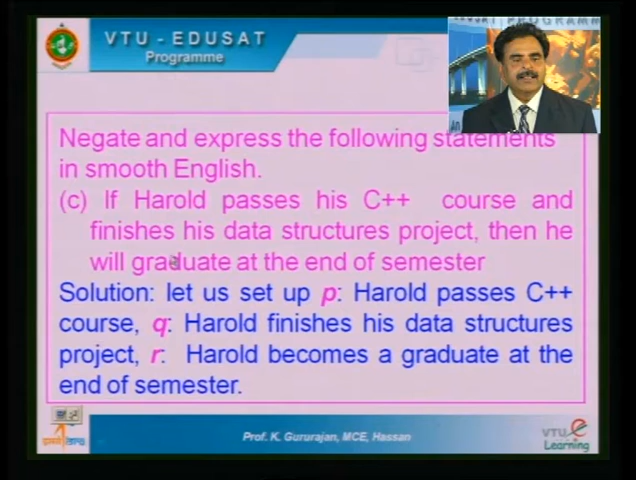 VTU - EDUSAT
Programme
Negate and express the following statements
in smooth English.
(c) If Harold passes his C++ course and
finishes his data structures project, then he
will graduate at the end of semester
Solution: let us set up p: Harold passes C++
course, q: Harold finishes his data structures
project, r: Harold becomes a graduate at the
end of semester.
Prof. K. Gururajan, MCE, Hassan
VTU e
Learning